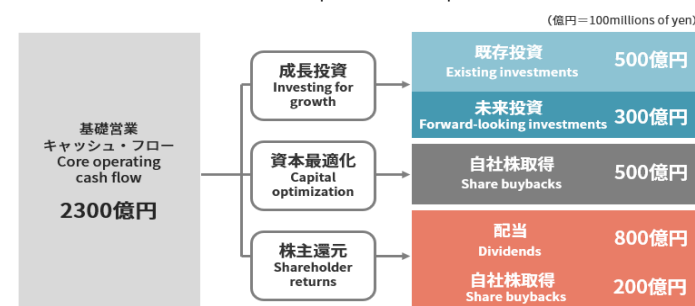 (億円＝100millions of yen)
基礎営業
キャッシュ・フロー
Core operating
cash flow
2300億円
成長投資
Investing for
growth
資本最適化
Capital
optimization
株主還元
Shareholder
returns
既存投資
Existing investments
500億円
未来投資
Forward-looking investments
300億円
自社株取得
Share buybacks
500億円
配当
Dividends
800億円
自社株取得
Share buybacks
200億円